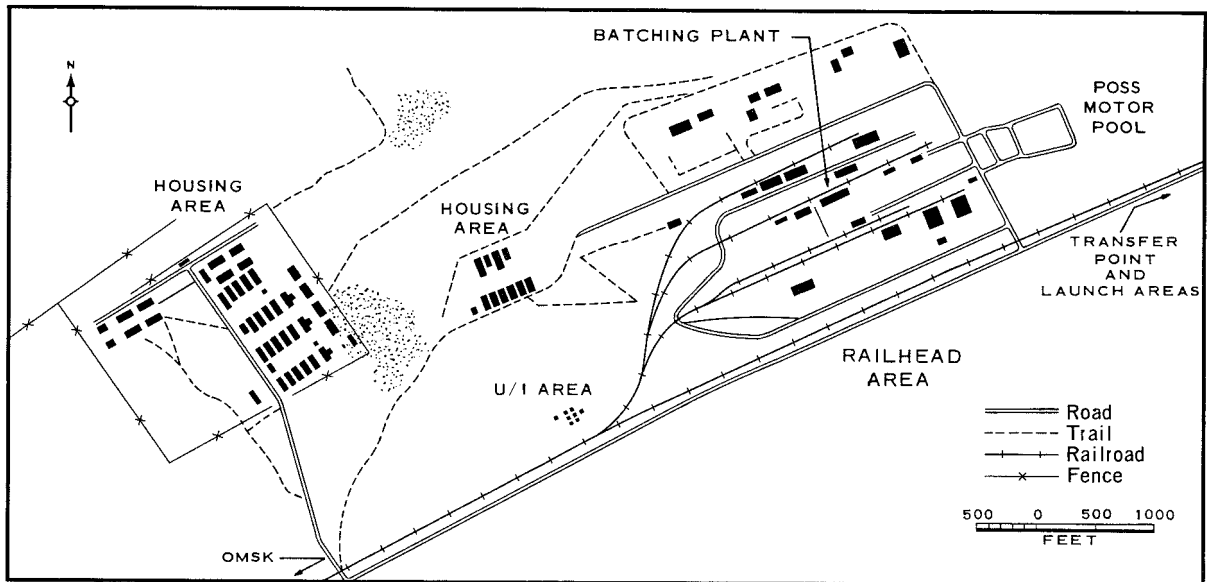 N
BATCHING PLANT
POSS
MOTOR
POOL
HOUSING
AREA
HOUSING
AREA
TRANSFER
POINT
AND
LAUNCH AREAS
RAILHEAD
AREA
U/I AREA
Road
Trail
Railroad
Fence
500 0 500 1000
FEET
OMSK